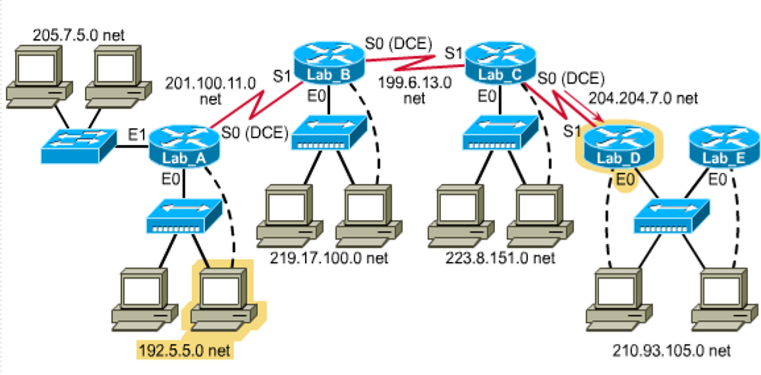 205.7.5.0 net
S0 (DCE)
S1
Lab_B
Lab_C
201.100.11.0
net
S1
199.6.13.0
net
S0 (DCE)
E0
E0
204.204.7.0 net
E1
S0 (DCE)
S1
Lab_A
Lab_D
Lab_E
E0
E0
E0
219.17.100.0 net
223.8.151.0 net
192.5.5.0 net
210.93.105.0 net